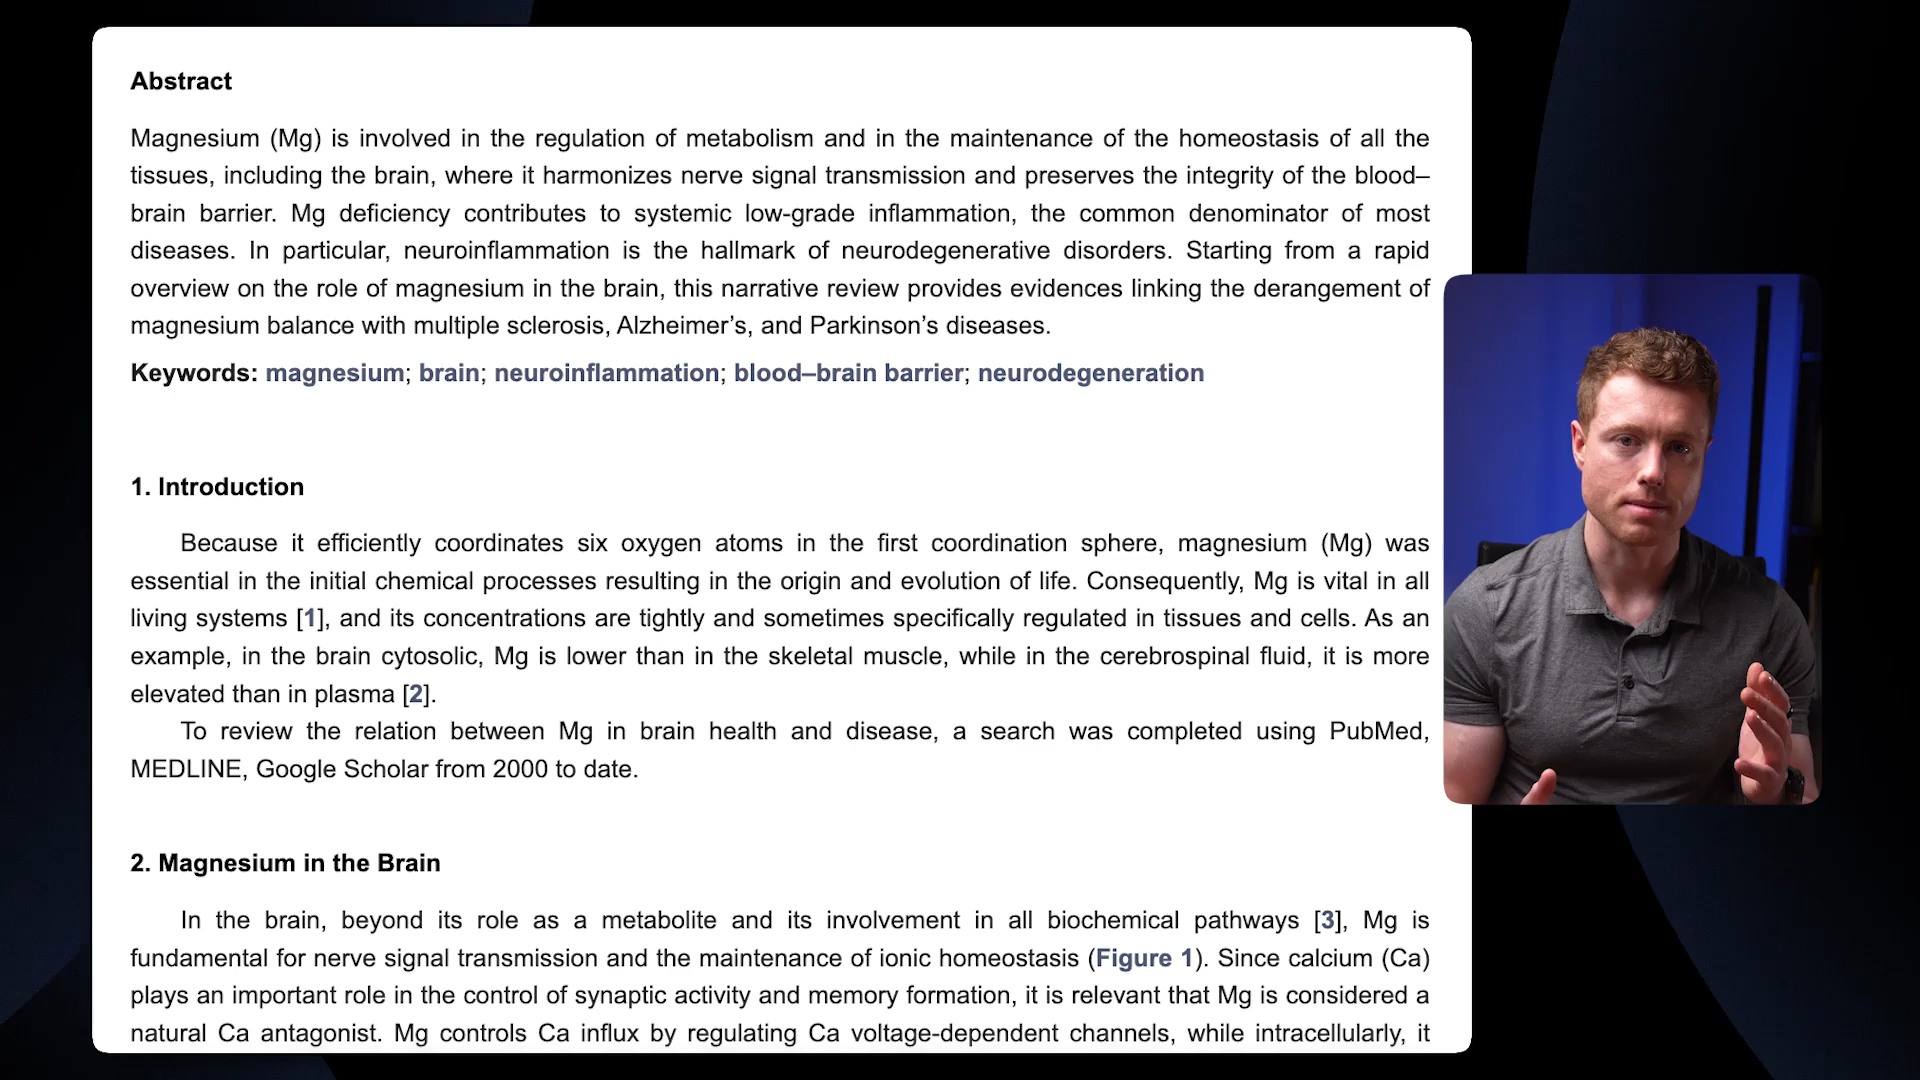 Abstract
Magnesium (Mg) is involved in the regulation of metabolism and in the maintenance of the homeostasis of all the
tissues, including the brain, where it harmonizes nerve signal transmission and preserves the integrity of the blood–
brain barrier. Mg deficiency contributes to systemic low-grade inflammation, the common denominator of most
diseases. In particular, neuroinflammation is the hallmark of neurodegenerative disorders. Starting from a rapid
overview on the role of magnesium in the brain, this narrative review provides evidences linking the derangement of
magnesium balance with multiple sclerosis, Alzheimer’s, and Parkinson’s diseases.
Keywords: magnesium; brain; neuroinflammation; blood–brain barrier; neurodegeneration
1. Introduction
Because it efficiently coordinates six oxygen atoms in the first coordination sphere, magnesium (Mg) was
essential in the initial chemical processes resulting in the origin and evolution of life. Consequently, Mg is vital in all
living systems [1], and its concentrations are tightly and sometimes specifically regulated in tissues and cells. As an
example, in the brain cytosolic, Mg is lower than in the skeletal muscle, while in the cerebrospinal fluid, it is more
elevated than in plasma [2].
To review the relation between Mg in brain health and disease, a search was completed using PubMed,
MEDLINE, Google Scholar from 2000 to date.
2. Magnesium in the Brain
In the brain, beyond its role as a metabolite and its involvement in all biochemical pathways [3], Mg is
fundamental for nerve signal transmission and the maintenance of ionic homeostasis (Figure 1). Since calcium (Ca)
plays an important role in the control of synaptic activity and memory formation, it is relevant that Mg is considered a
natural Ca antagonist. Mg controls Ca influx by regulating Ca voltage-dependent channels, while intracellularly, it